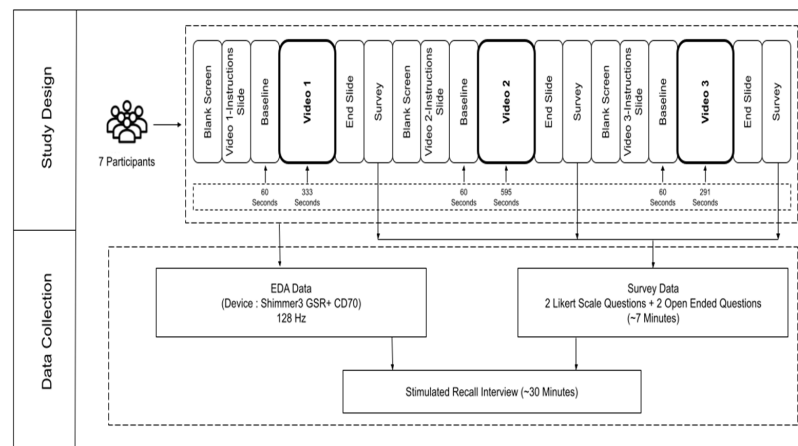 Study Design
7 Participants
Blank Screen
Video 1-Instructions
Slide
Baseline
Video 1
End Slide
Survey
Blank Screen
Video 2-Instructions
Slide
Baseline
Video 2
End Slide
Survey
Blank Screen
Video 3-Instructions
Slide
Baseline
Video 3
End Slide
Survey
60
Seconds
333
Seconds
60
Seconds
595
Seconds
60
Seconds
291
Seconds
Data Collection
EDA Data
(Device : Shimmer3 GSR+ CD70)
128 Hz
Survey Data
2 Likert Scale Questions + 2 Open Ended Questions
(~7 Minutes)
Stimulated Recall Interview (~30 Minutes)